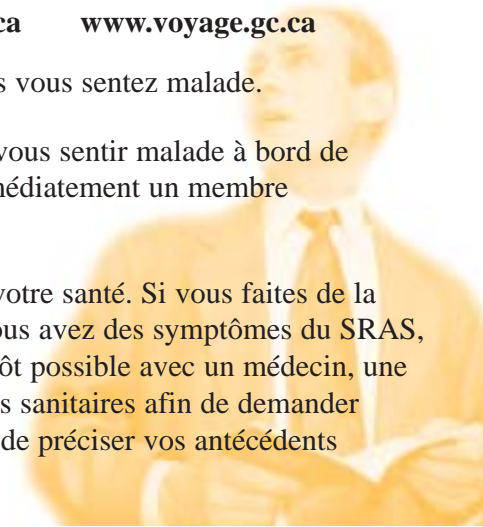 ca www.voyage.gc.ca
s vous sentez malade.
vous sentir malade à bord de
médiatement un membre
votre santé. Si vous faites de la
ous avez des symptômes du SRAS,
ôt possible avec un médecin, une
s sanitaires afin de demander
de préciser vos antécédents